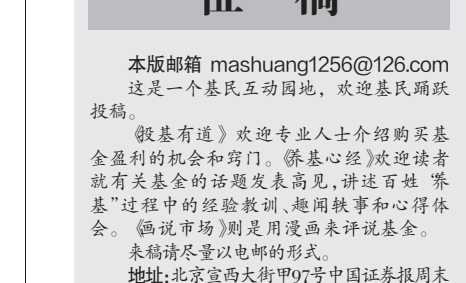 征 稿
本版邮箱 mashuang1256@126.com
这是一个基民互动园地，欢迎基民踊跃
投稿。
《投基有道》欢迎专业人士介绍购买基
金盈利的机会和窍门。《养基心经》欢迎读者
就有关基金的话题发表高见，讲述百姓“养
基”过程中的经验教训、趣闻轶事和心得体
会。《画说市场》则是用漫画来评说基金。
来稿请尽量以电邮的形式。
地址：北京宣西大街甲97号中国证券报周末